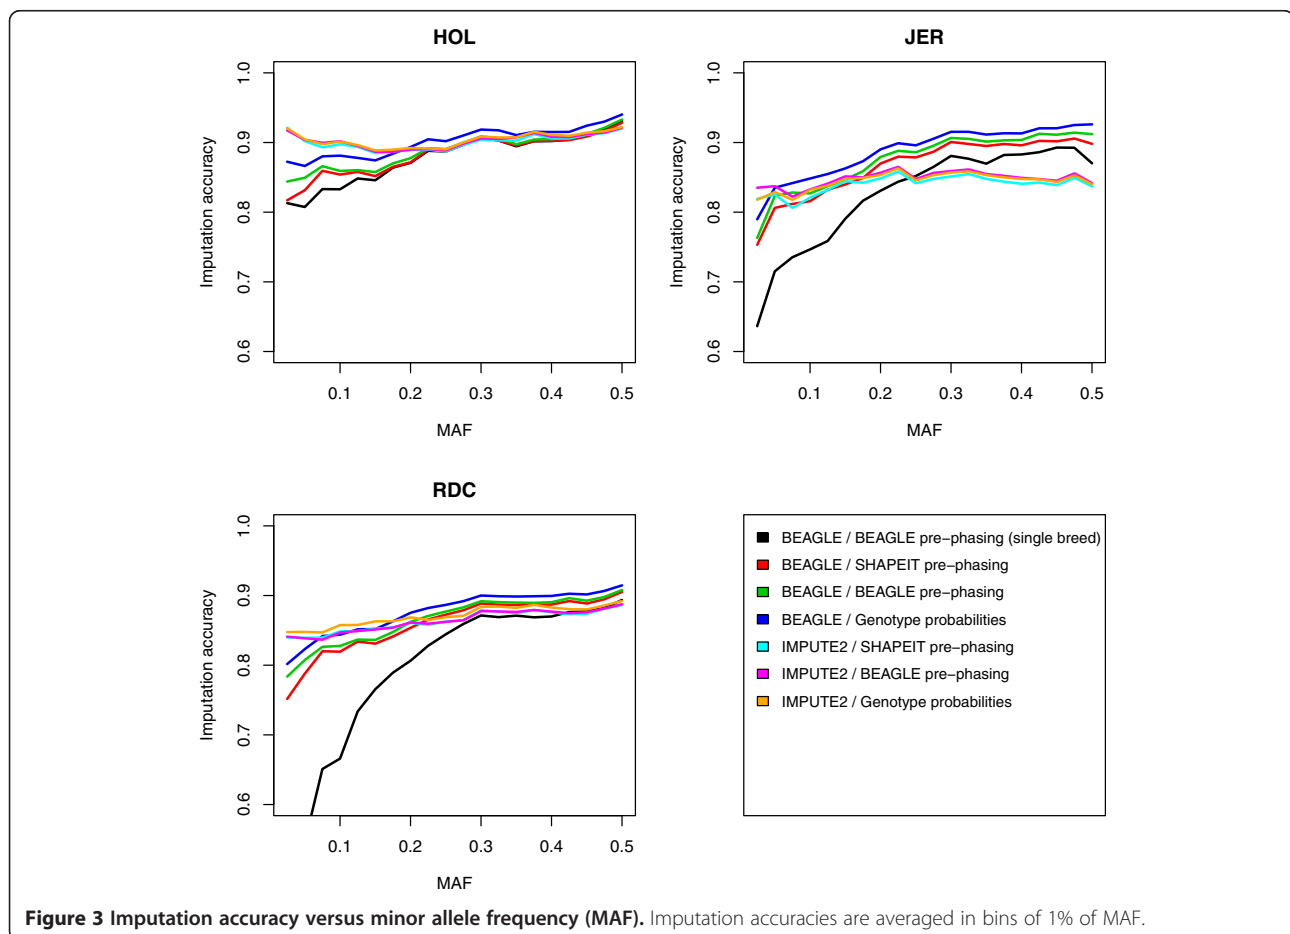 HOL
Imputation accuracy
1.0
0.9
0.8
0.7
0.6
0.1 0.2 0.3 0.4 0.5
MAF
JER
Imputation accuracy
1.0
0.9
0.8
0.7
0.6
0.1 0.2 0.3 0.4 0.5
MAF
RDC
Imputation accuracy
1.0
0.9
0.8
0.7
0.6
0.1 0.2 0.3 0.4 0.5
MAF
BEAGLE / BEAGLE pre−phasing (single breed)
BEAGLE / SHAPEIT pre−phasing
BEAGLE / BEAGLE pre−phasing
BEAGLE / Genotype probabilities
IMPUTE2 / SHAPEIT pre−phasing
IMPUTE2 / BEAGLE pre−phasing
IMPUTE2 / Genotype probabilities
Figure 3 Imputation accuracy versus minor allele frequency (MAF). Imputation accuracies are averaged in bins of 1% of MAF.